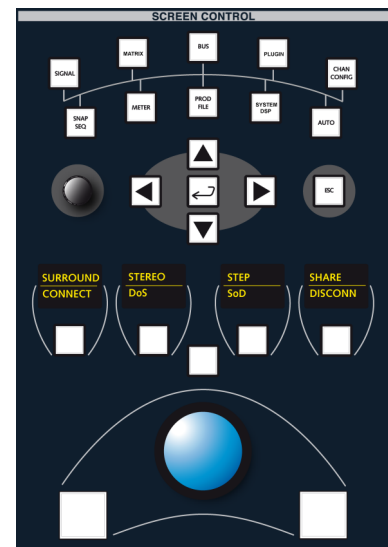 SCREEN CONTROL
BUS
MATRIX
PLUGIN
SIGNAL
CHAN
CONFIG
PROD
FILE
METER
SYSTEM
DSP
SNAP
SEQ
AUTO
ESC
SURROUND
CONNECT
STEREO
DoS
STEP
SoD
SHARE
DISCONN